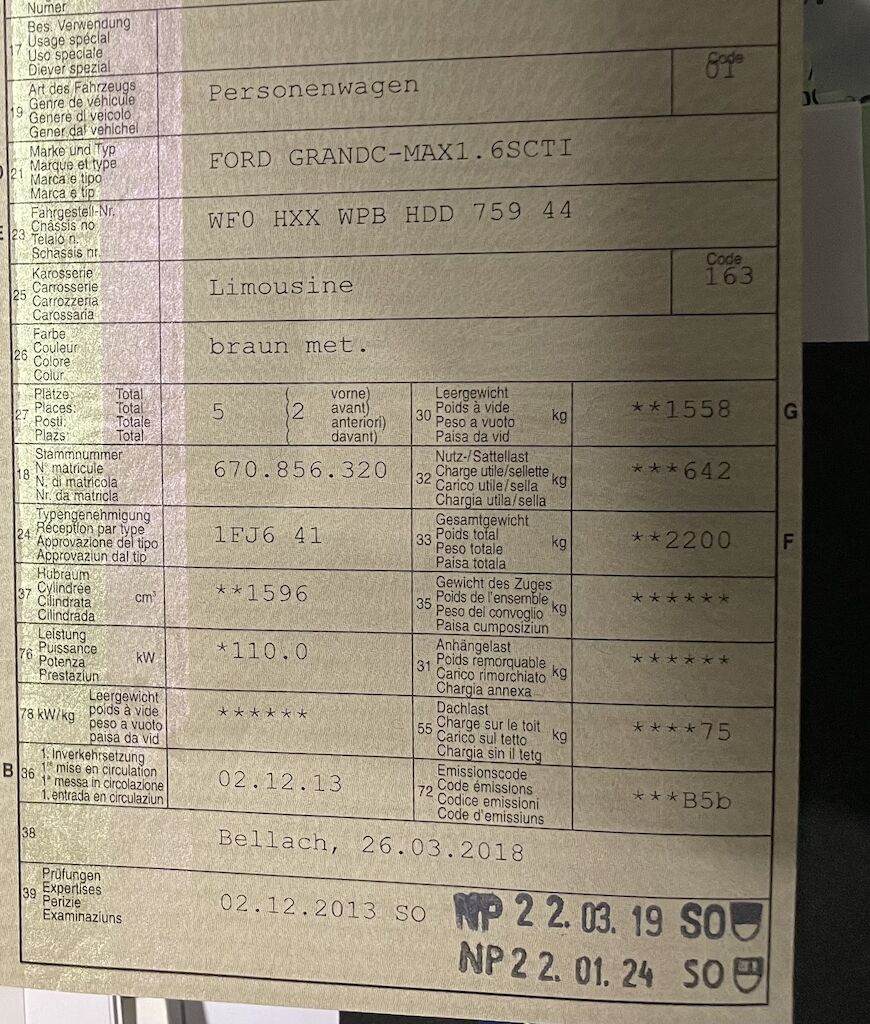 Numer
17 Bes. Verwendung
Usage spécial
Uso speciale
Diever spezial
19 Art des Fahrzeugs
Genre de véhicule
Genere di veicolo
Gener dal vehichel
Personenwagen
Code
01
21 Marke und Typ
Marque et type
Marca e tipo
Marca e tip
FORD GRANDC-MAX1.6SCTI
E 23 Fahrgestell-Nr.
Châssis no
Telaio n.
Schassis nr.
WF0 HXX WPB HDD 759 44
25 Karosserie
Carrosserie
Carrozzeria
Carossaria
Limousine
Code
163
26 Farbe
Couleur
Colore
Colur
braun met.
27 Plätze: Total
Places: Total
Posti: Totale
Plazs: Total
5 (2 vorne)
avant)
anteriori)
davant)
30 Leergewicht
Poids à vide
Peso a vuoto
Paisa da vid
kg
**1558
G
18 Stammnummer
N° matricule
N. di matricola
Nr. da matricla
670.856.320
32 Nutz-/Sattellast
Charge utile/sellette
Carico utile/sella
Chargia utila/sella
kg
***642
24 Typengenehmigung
Réception par type
Approvazione del tipo
Approvaziun dal tip
1FJ6 41
33 Gesamtgewicht
Poids total
Peso totale
Paisa totala
kg
**2200
F
37 Hubraum
Cylindrée
Cilindrata
Cilindrada
cm³
**1596
35 Gewicht des Zuges
Poids de l'ensemble
Peso del convoglio
Paisa cumposiziun
kg
******
76 Leistung
Puissance
Potenza
Prestaziun
kW
*110.0
31 Anhängelast
Poids remorquable
Carico rimorchiato
Chargia annexa
kg
******
78 kW/kg
Leergewicht
poids à vide
peso a vuoto
paisa da vid
******
55 Dachlast
Charge sur le toit
Carico sul tetto
Chargia sin il tetg
kg
****75
B 36 1. Inverkehrsetzung
1re mise en circulation
1a messa in circolazione
1. entrada en circulaziun
02.12.13
72 Emissionscode
Code émissions
Codice emissioni
Code d'emissiuns
***B5b
38
Bellach, 26.03.2018
39 Prüfungen
Expertises
Perizie
Examinaziuns
02.12.2013 SO
NP 22.03.19 SO
NP 22.01.24 SO